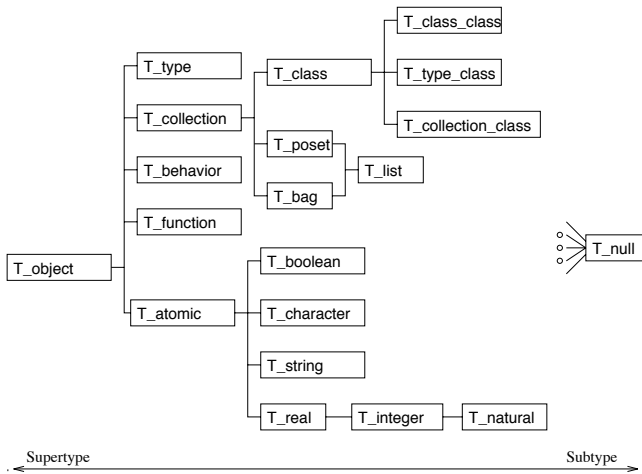 T_class_class
T_type
T_class
T_type_class
T_collection
T_collection_class
T_poset
T_behavior
T_list
T_bag
T_function
T_null
T_object
T_boolean
T_atomic
T_character
T_string
T_real
T_integer
T_natural
Supertype
Subtype